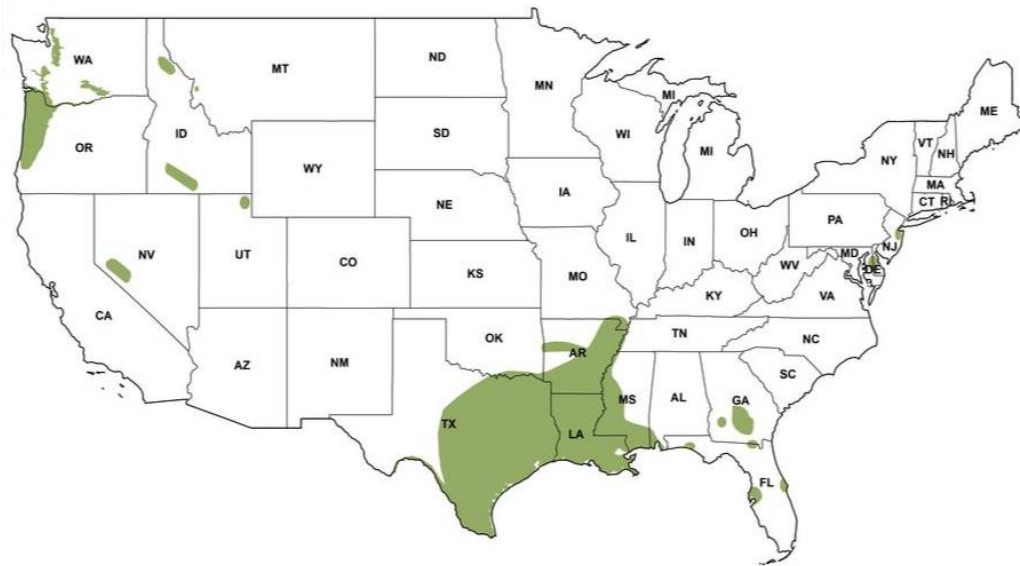 WA
MT
ND
MN
MI
ME
OR
ID
SD
WI
VT
NH
NY
MI
WY
MA
CT RI
IA
NE
PA
NV
UT
IL
IN
OH
NJ
MD
CO
DE
WV
KS
MO
VA
CA
KY
NC
OK
TN
AR
AZ
NM
SC
MS
AL
GA
TX
LA
FL